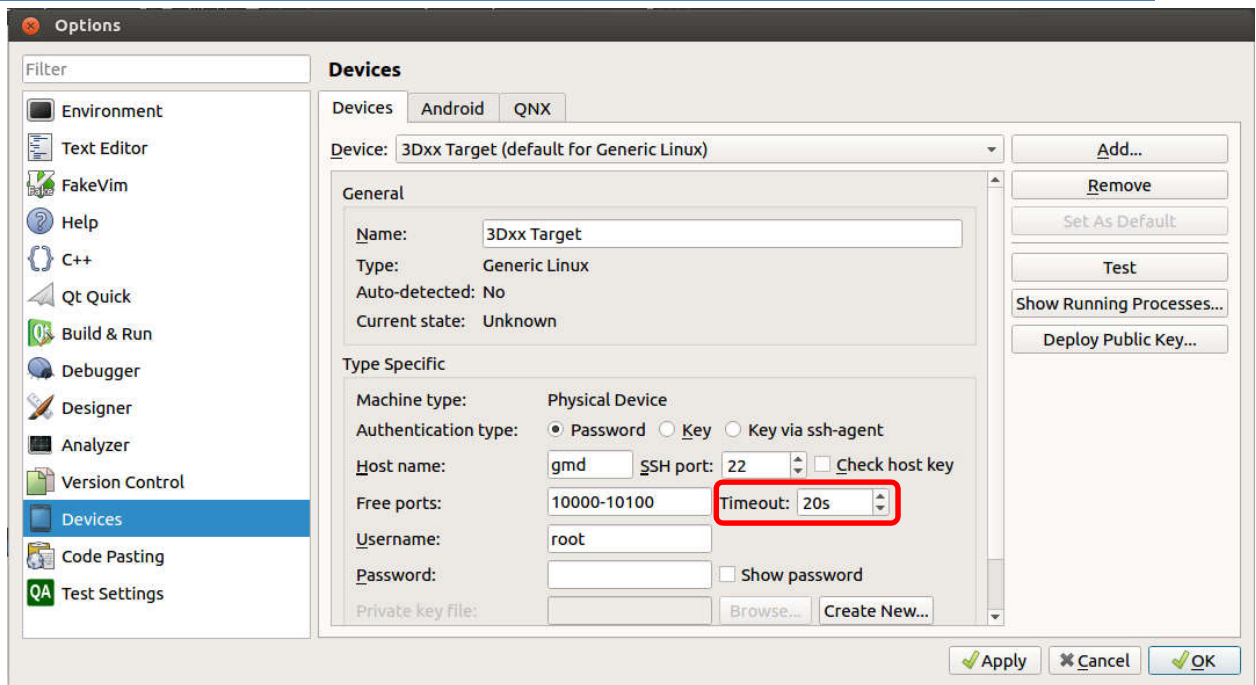 Options
Filter
Environment
Text Editor
FakeVim
Help
C++
Qt Quick
Build & Run
Debugger
Designer
Analyzer
Version Control
Devices
Code Pasting
QA Test Settings
Devices
Devices Android QNX
Device: 3Dxx Target (default for Generic Linux)
General
Name: 3Dxx Target
Type: Generic Linux
Auto-detected: No
Current state: Unknown
Type Specific
Machine type: Physical Device
Authentication type: Password Key Key via ssh-agent
Host name: gmd SSH port: 22 Check host key
Free ports: 10000-10100 Timeout: 20s
Username: root
Password: Show password
Private key file: Browse... Create New...
Add...
Remove
Set As Default
Test
Show Running Processes...
Deploy Public Key...
Apply Cancel OK